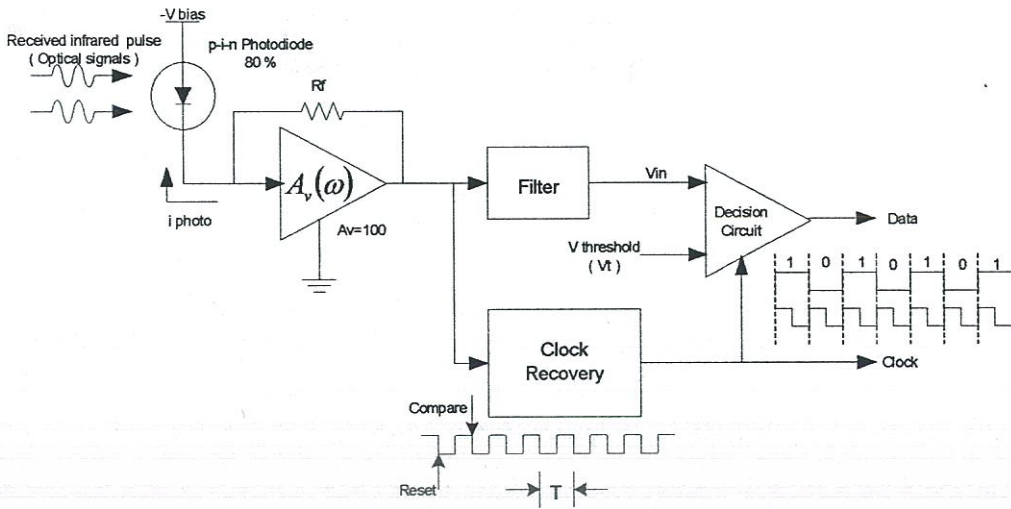 -V bias
Received infrared pulse
( Optical signals )
p-i-n Photodiode
80 %
Rf
Av(ω)
i photo
Av=100
Filter
Vin
Decision
Circuit
Data
V threshold
( Vt )
1 0 1 0 1 0 1
Clock
Recovery
Clock
Compare
Reset
T